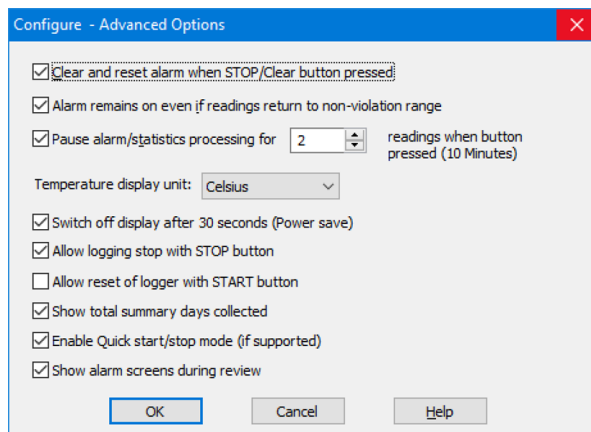 Configure - Advanced Options
Clear and reset alarm when STOP/Clear button pressed
Alarm remains on even if readings return to non-violation range
Pause alarm/statistics processing for 2 readings when button
pressed (10 Minutes)
Temperature display unit: Celsius
Switch off display after 30 seconds (Power save)
Allow logging stop with STOP button
Allow reset of logger with START button
Show total summary days collected
Enable Quick start/stop mode (if supported)
Show alarm screens during review
OK Cancel Help